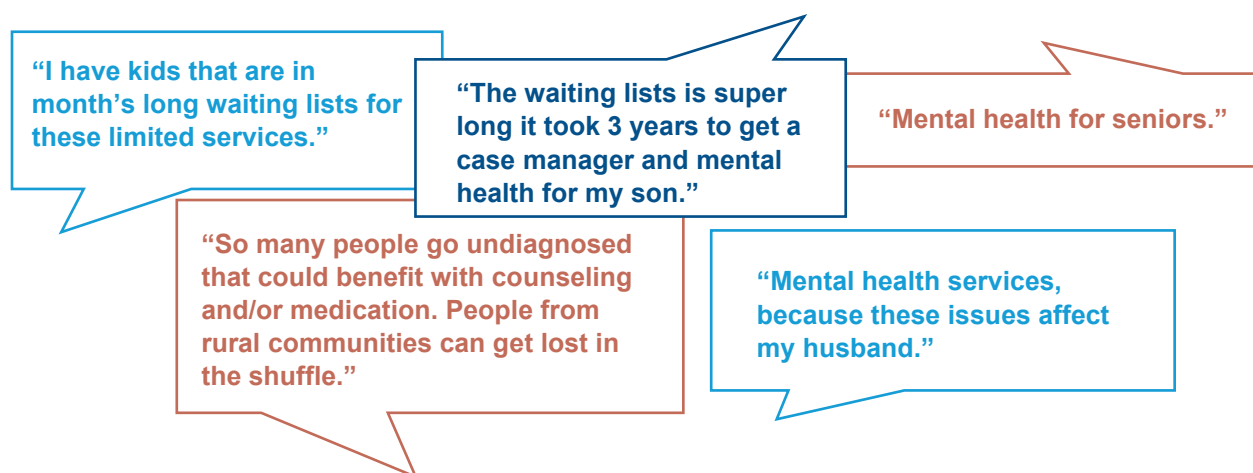 “I have kids that are in
month’s long waiting lists for
these limited services.”
“The waiting lists is super
long it took 3 years to get a
case manager and mental
health for my son.”
“Mental health for seniors.”
“So many people go undiagnosed
that could benefit with counseling
and/or medication. People from
rural communities can get lost in
the shuffle.”
“Mental health services,
because these issues affect
my husband.”